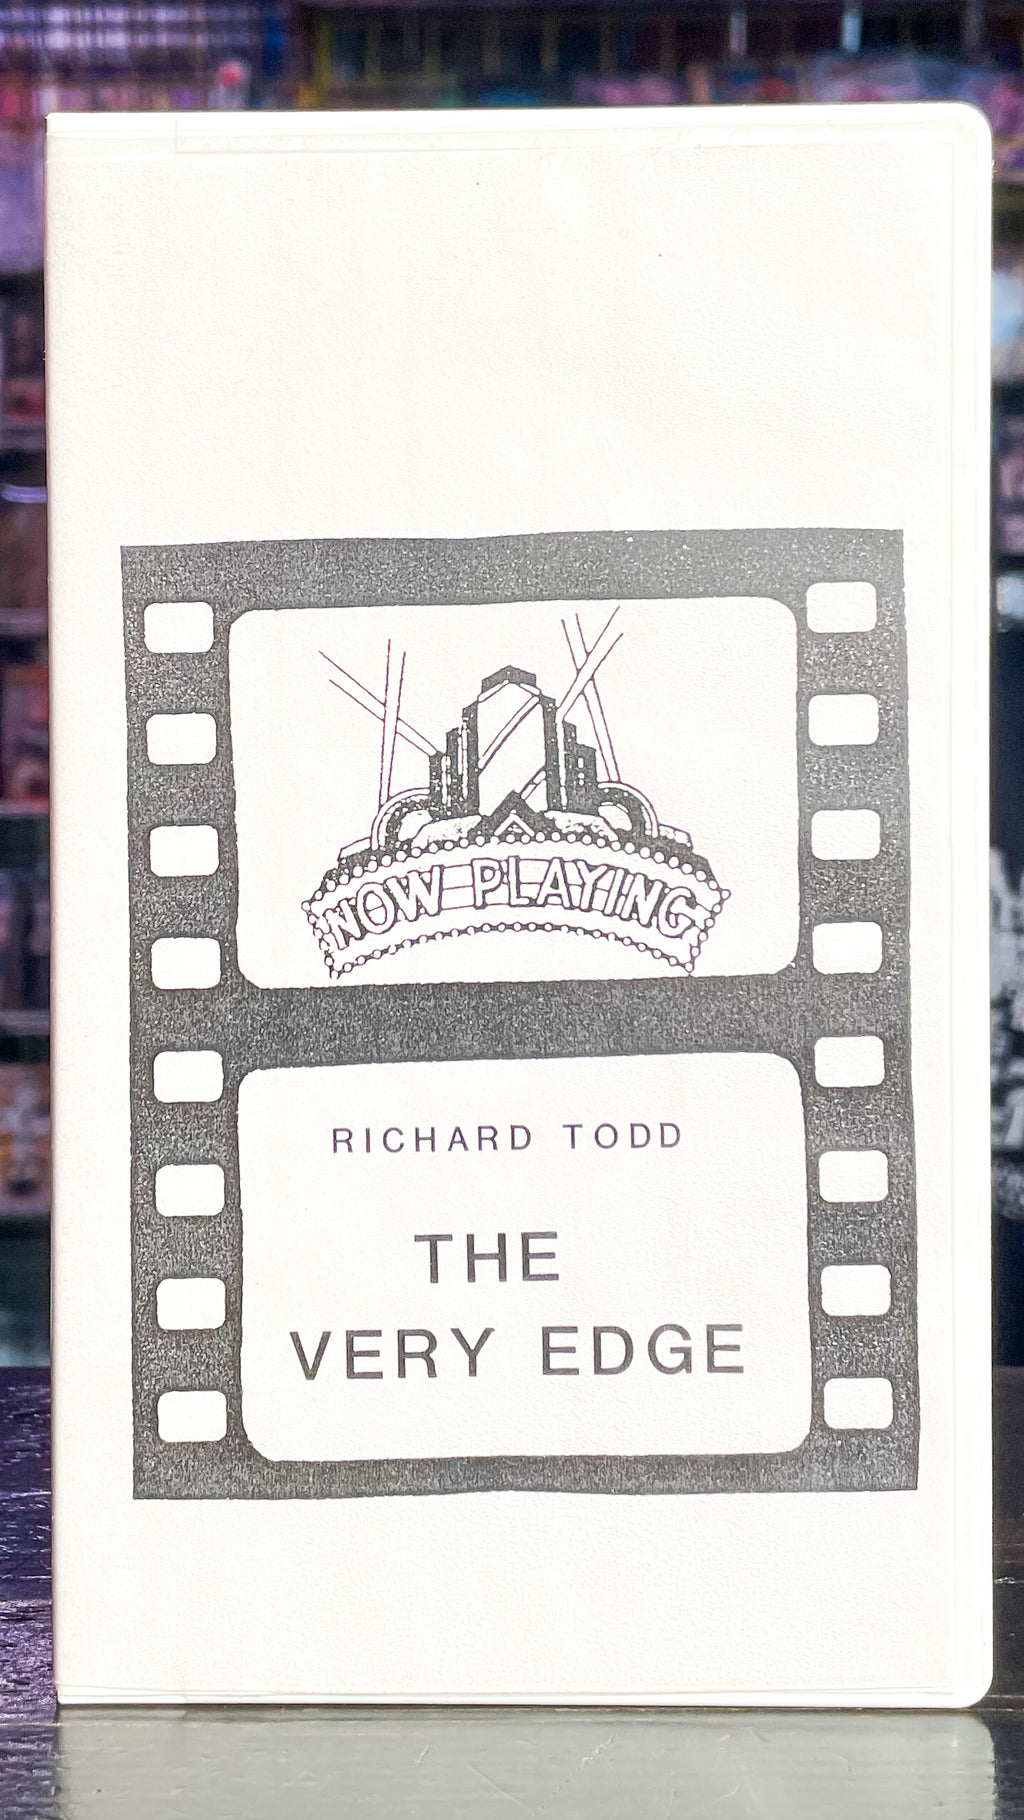 NOW PLAYING
RICHARD TODD
THE
VERY EDGE